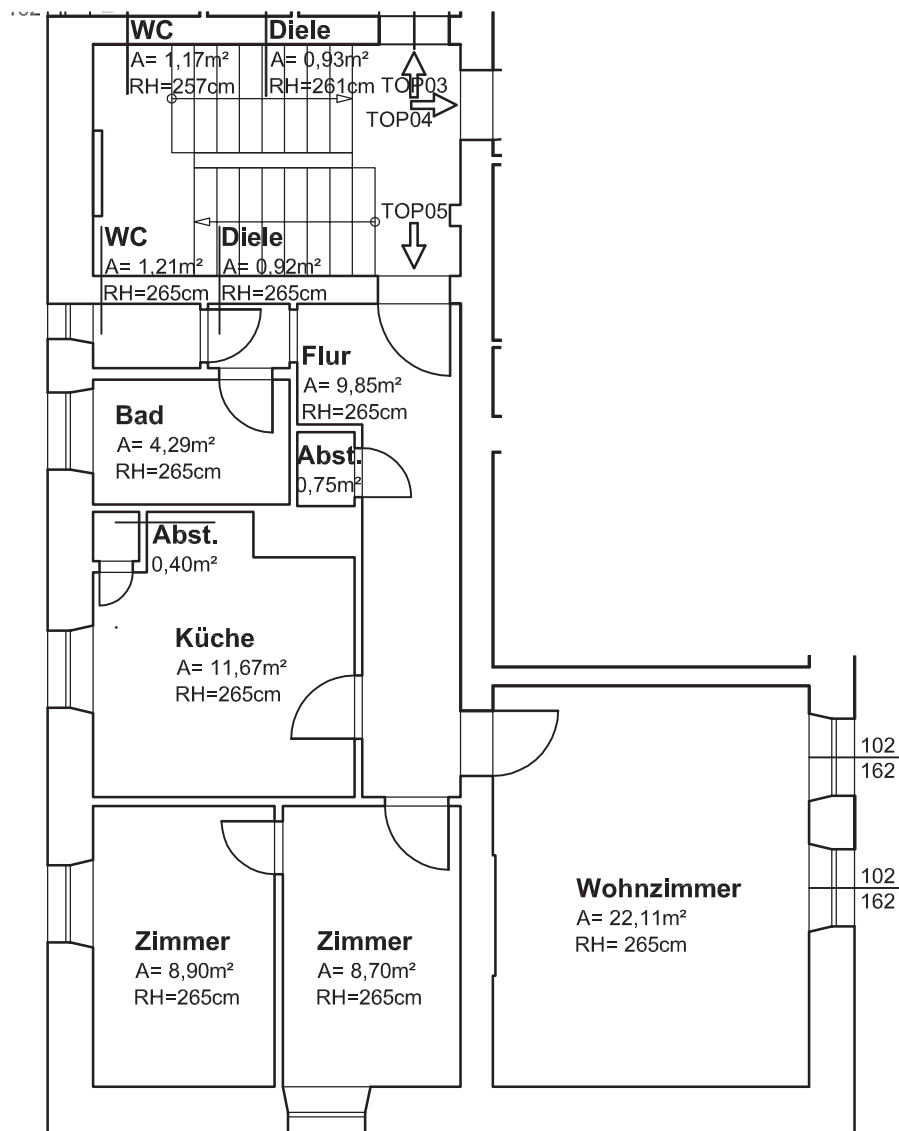 WC
A= 1,17m²
RH=257cm
Diele
A= 0,93m²
RH=261cm
TOP03
TOP04
TOP05
WC
A= 1,21m²
RH=265cm
Diele
A= 0,92m²
RH=265cm
Flur
A= 9,85m²
RH=265cm
Bad
A= 4,29m²
RH=265cm
Abst.
0,75m²
Abst.
0,40m²
Küche
A= 11,67m²
RH=265cm
102
162
102
162
Wohnzimmer
A= 22,11m²
RH= 265cm
Zimmer
A= 8,90m²
RH=265cm
Zimmer
A= 8,70m²
RH=265cm